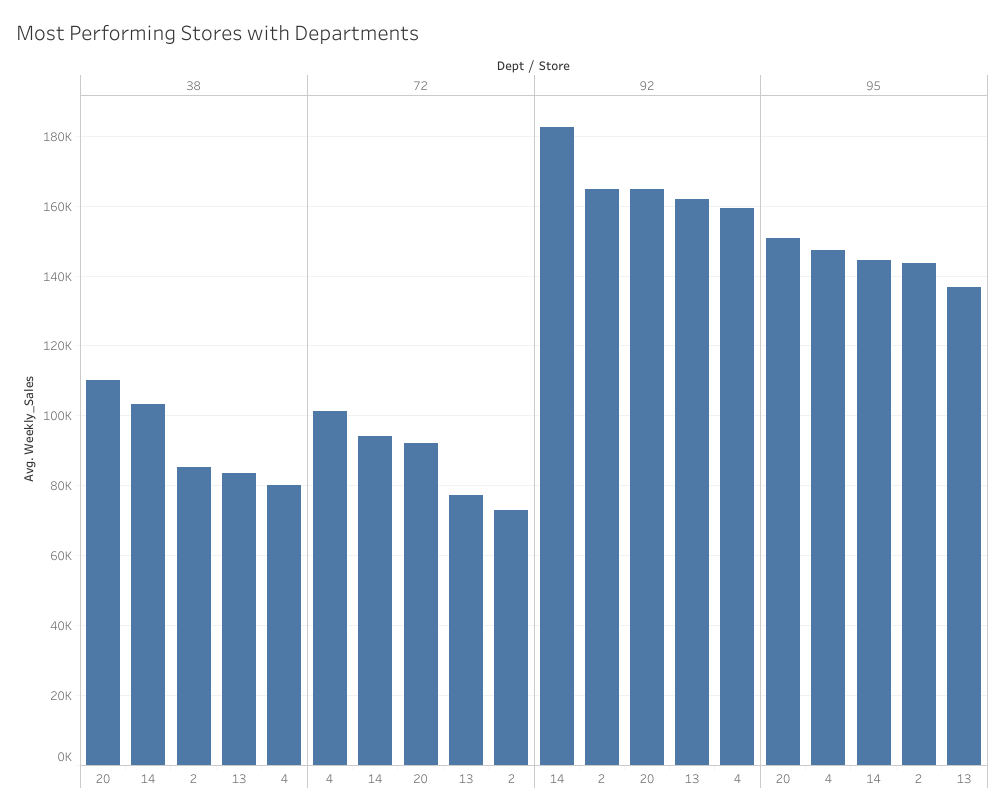 Most Performing Stores with Departments
Dept / Store
38 72 92 95
180K
160K
140K
120K
100K
80K
60K
40K
20K
0K
Avg. Weekly_Sales
20 14 2 13 4 4 14 20 13 2 14 2 20 13 4 20 4 14 2 13